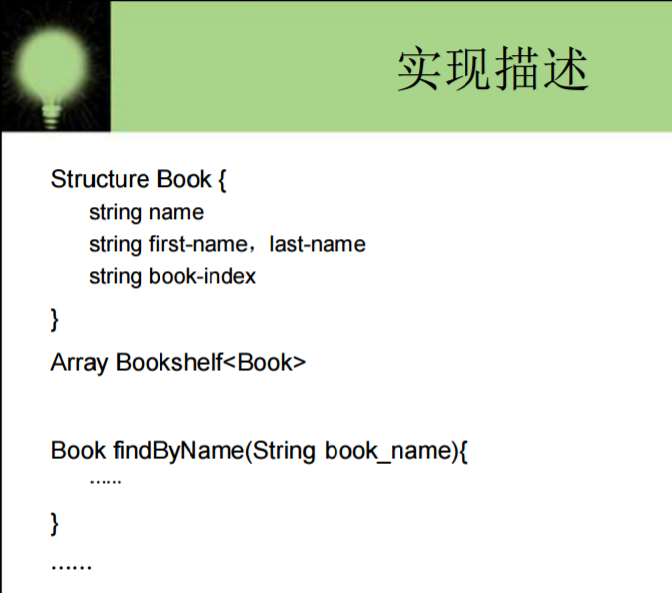 实现描述
Structure Book {
string name
string first-name，last-name
string book-index
}
Array Bookshelf<Book>
Book findByName(String book_name){
......
}
......